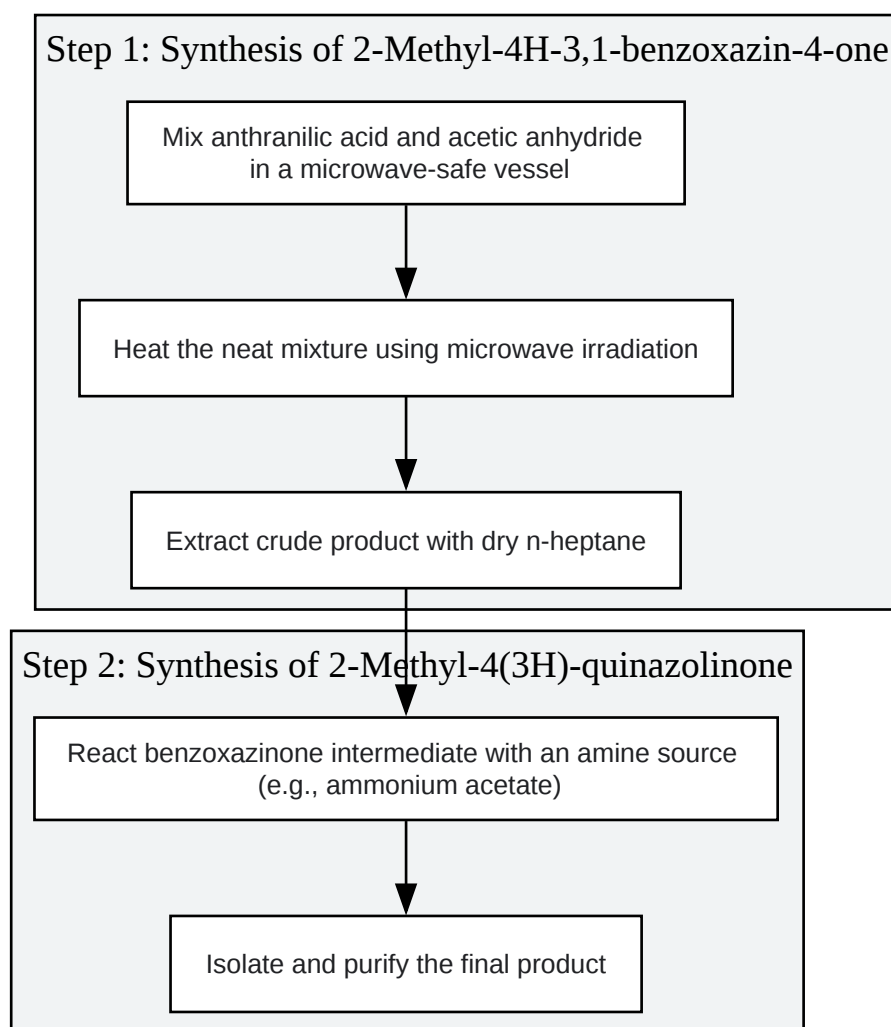 Step 1: Synthesis of 2-Methyl-4H-3,1-benzoxazin-4-one
Mix anthranilic acid and acetic anhydride
in a microwave-safe vessel
Heat the neat mixture using microwave irradiation
Extract crude product with dry n-heptane
Step 2: Synthesis of 2-Methyl-4(3H)-quinazolinone
React benzoxazinone intermediate with an amine source
(e.g., ammonium acetate)
Isolate and purify the final product